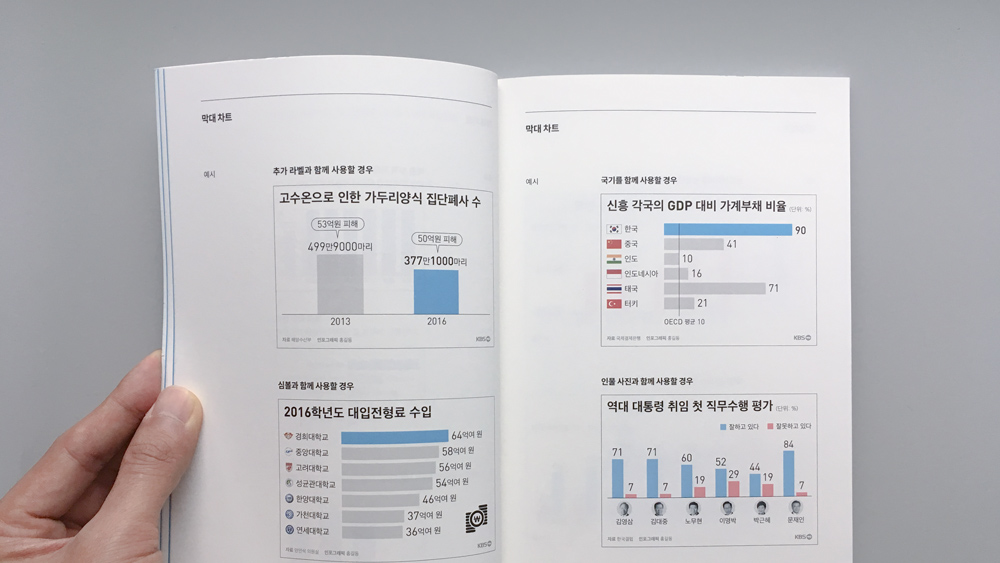 막대 차트
예시
추가 라벨과 함께 사용할 경우
고수온으로 인한 가두리양식 집단폐사 수
53억원 피해
499만9000마리
50억원 피해
377만1000마리
2013
2016
자료 해양수산부 인포그래픽 홍길동
KBS
심볼과 함께 사용할 경우
2016학년도 대입전형료 수입
경희대학교 64억여 원
중앙대학교 58억여 원
고려대학교 56억여 원
성균관대학교 54억여 원
한양대학교 46억여 원
가천대학교 37억여 원
연세대학교 36억여 원
인포그래픽 홍길동
KBS
막대 차트
예시
국기를 함께 사용할 경우
신흥 각국의 GDP 대비 가계부채 비율 (단위: %)
한국 90
중국 41
인도 10
인도네시아 16
태국 71
터키 21
OECD 평균 10
자료 국제결제은행 인포그래픽 홍길동
KBS
인물 사진과 함께 사용할 경우
역대 대통령 취임 첫 직무수행 평가 (단위: %)
잘하고 있다 잘못하고 있다
71 7
71 7
60 19
52 29
44 19
84 7
김영삼 김대중 노무현 이명박 박근혜 문재인
자료 한국갤럽 인포그래픽 홍길동
KBS